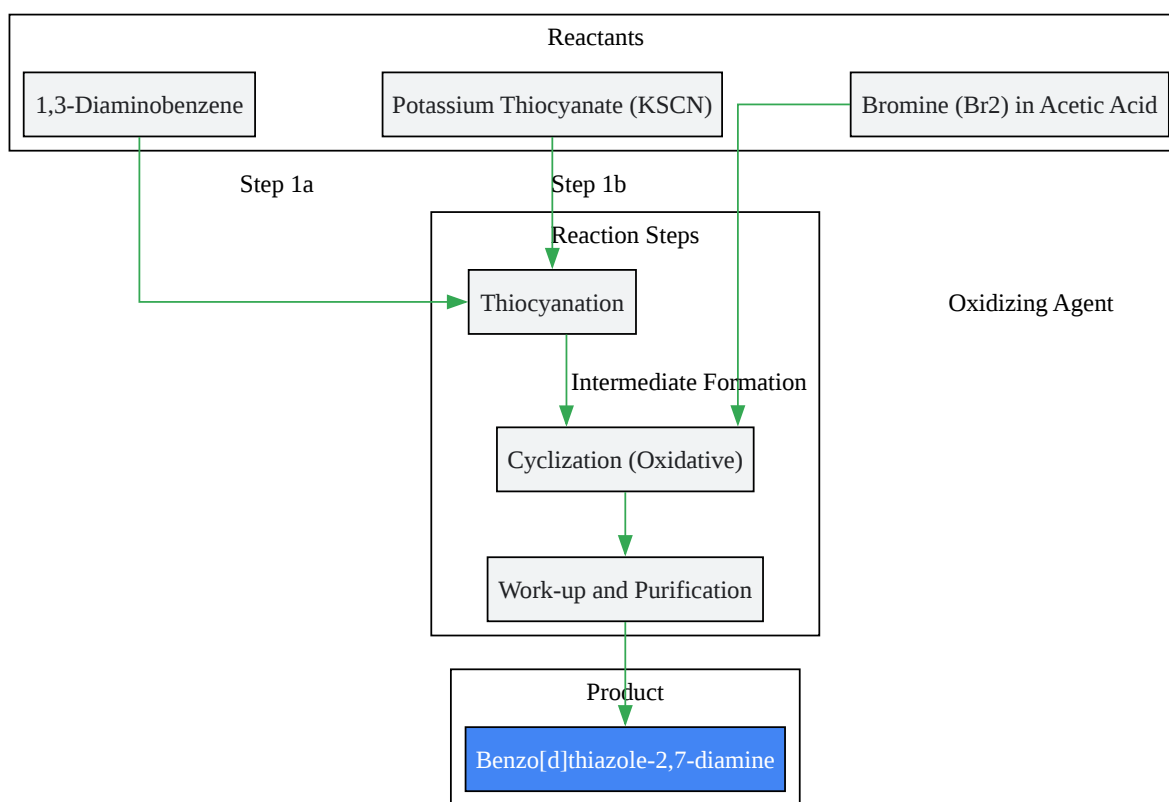 Reactants
1,3-Diaminobenzene
Potassium Thiocyanate (KSCN)
Bromine (Br2) in Acetic Acid
Step 1a
Step 1b
Reaction Steps
Thiocyanation
Oxidizing Agent
Intermediate Formation
Cyclization (Oxidative)
Work-up and Purification
Product
Benzo[d]thiazole-2,7-diamine